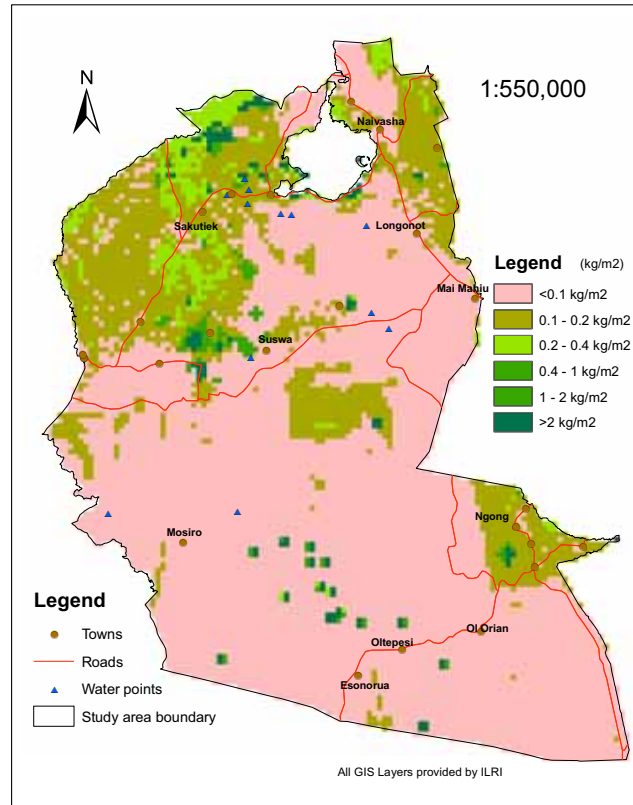 N
1:550,000
Naivasha
Sakutiek
Longonot
Legend (kg/m2)
Mai Mahiu
<0.1 kg/m2
0.1 - 0.2 kg/m2
0.2 - 0.4 kg/m2
0.4 - 1 kg/m2
1 - 2 kg/m2
>2 kg/m2
Suswa
Ngong
Mosiro
Legend
Towns
Roads
Water points
Study area boundary
Ol Orian
Oltepesi
Esonorua
All GIS Layers provided by ILRI